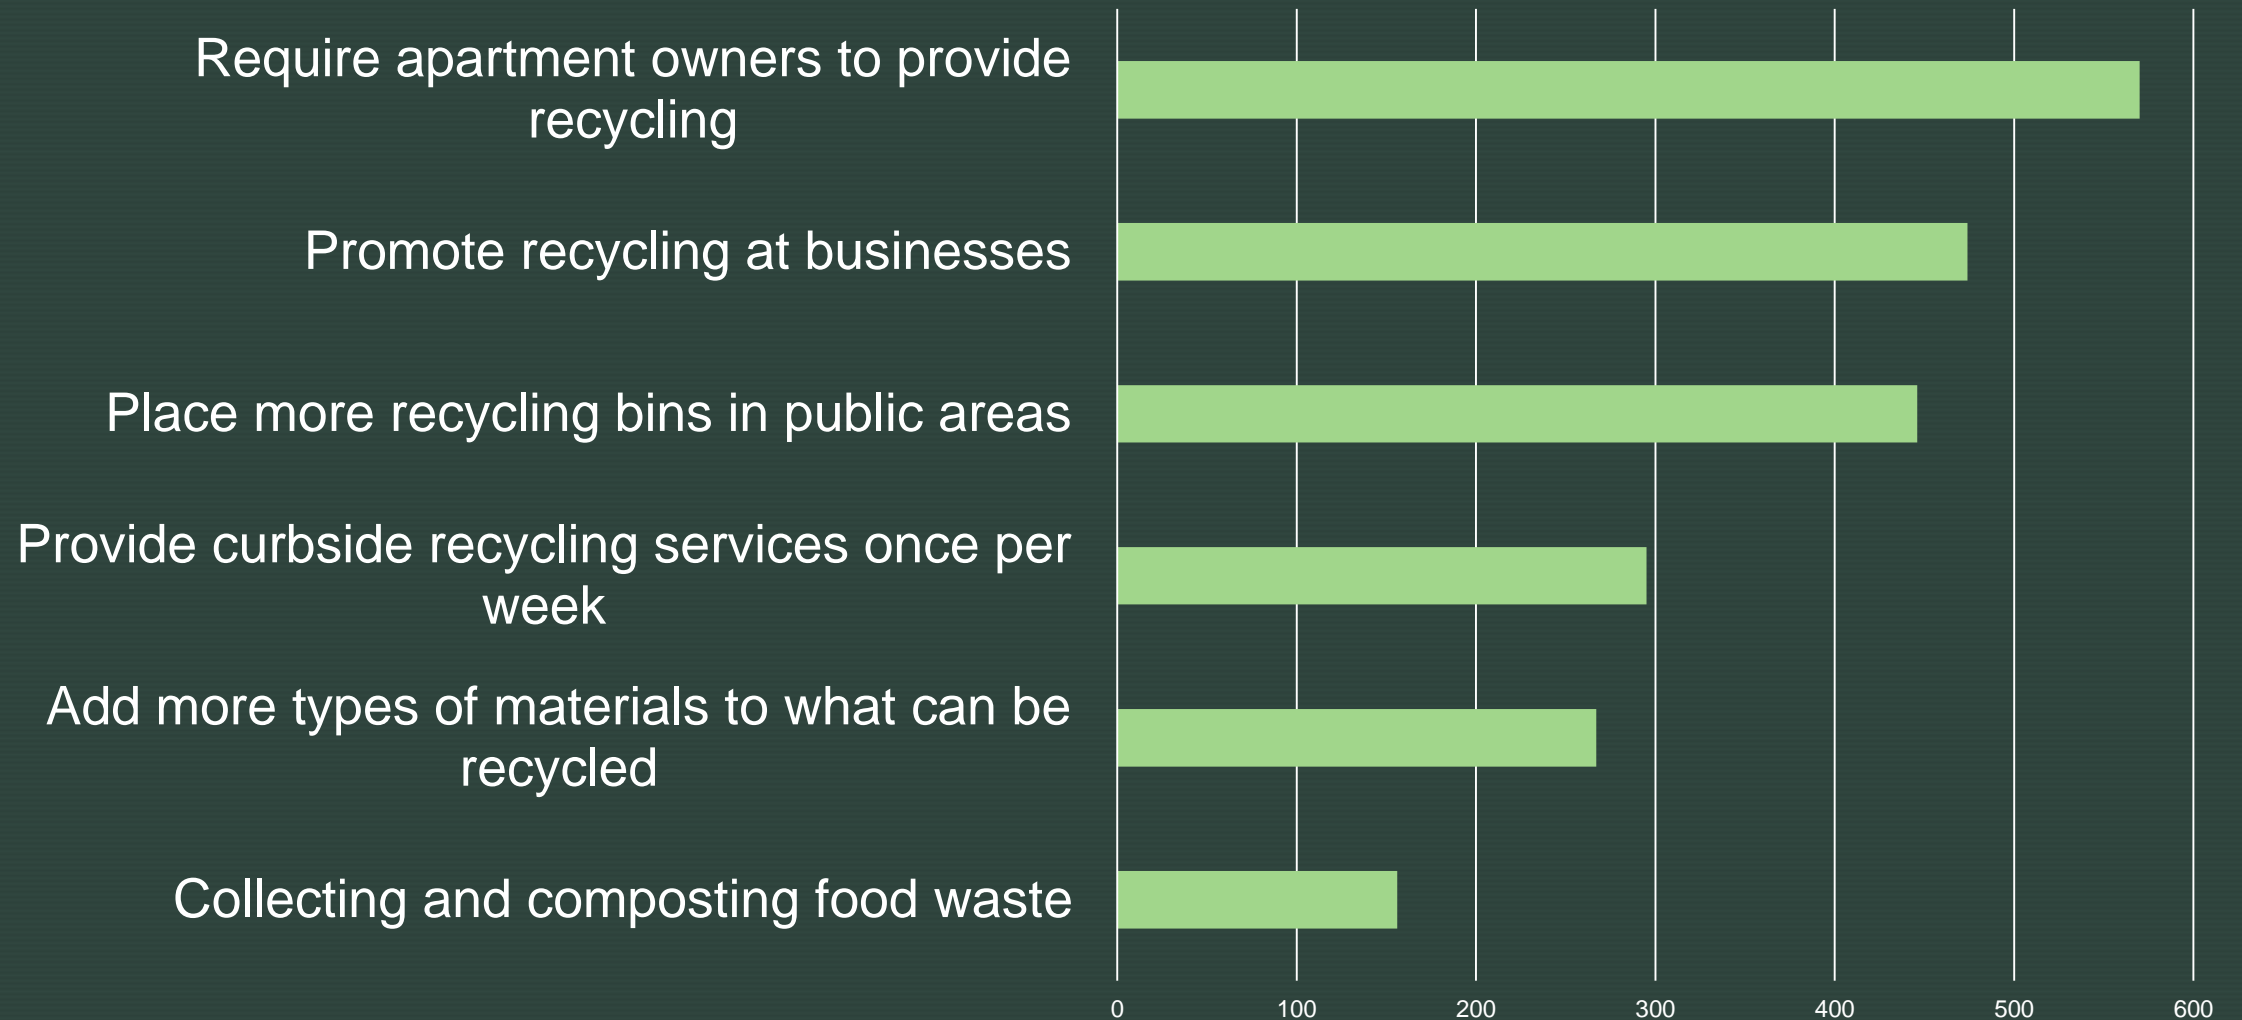 Require apartment owners to provide
recycling
Promote recycling at businesses
Place more recycling bins in public areas
Provide curbside recycling services once per
week
Add more types of materials to what can be
recycled
Collecting and composting food waste
0 100 200 300 400 500 600